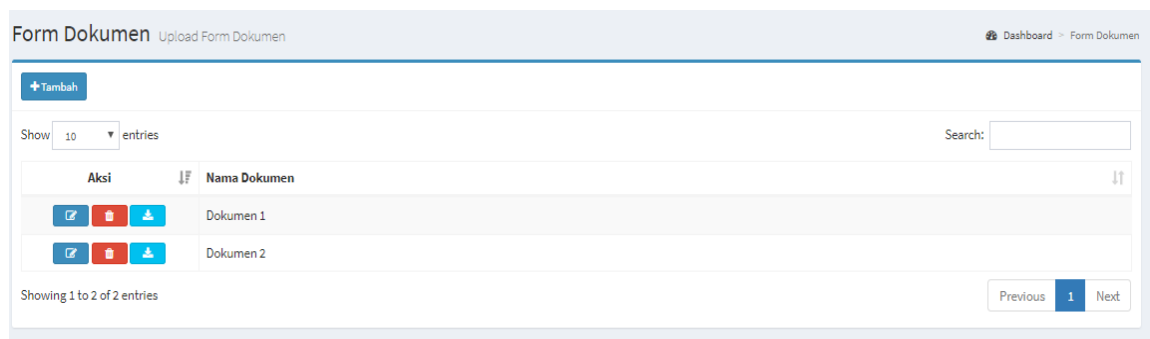 Form Dokumen Upload Form Dokumen
Dashboard > Form Dokumen
+Tambah
Show 10 entries
Search:
Aksi Nama Dokumen
Dokumen 1
Dokumen 2
Showing 1 to 2 of 2 entries
Previous 1 Next